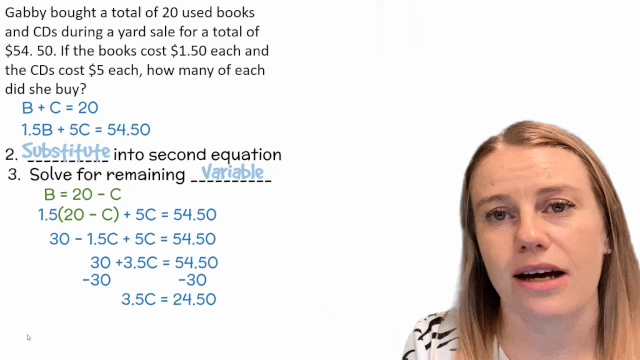 Gabby bought a total of 20 used books
and CDs during a yard sale for a total of
$54. 50. If the books cost $1.50 each and
the CDs cost $5 each, how many of each
did she buy?
B + C = 20
1.5B + 5C = 54.50
2. Substitute into second equation
3. Solve for remaining Variable
B = 20 - C
1.5(20 - C) + 5C = 54.50
30 - 1.5C + 5C = 54.50
30 +3.5C = 54.50
-30 -30
3.5C = 24.50